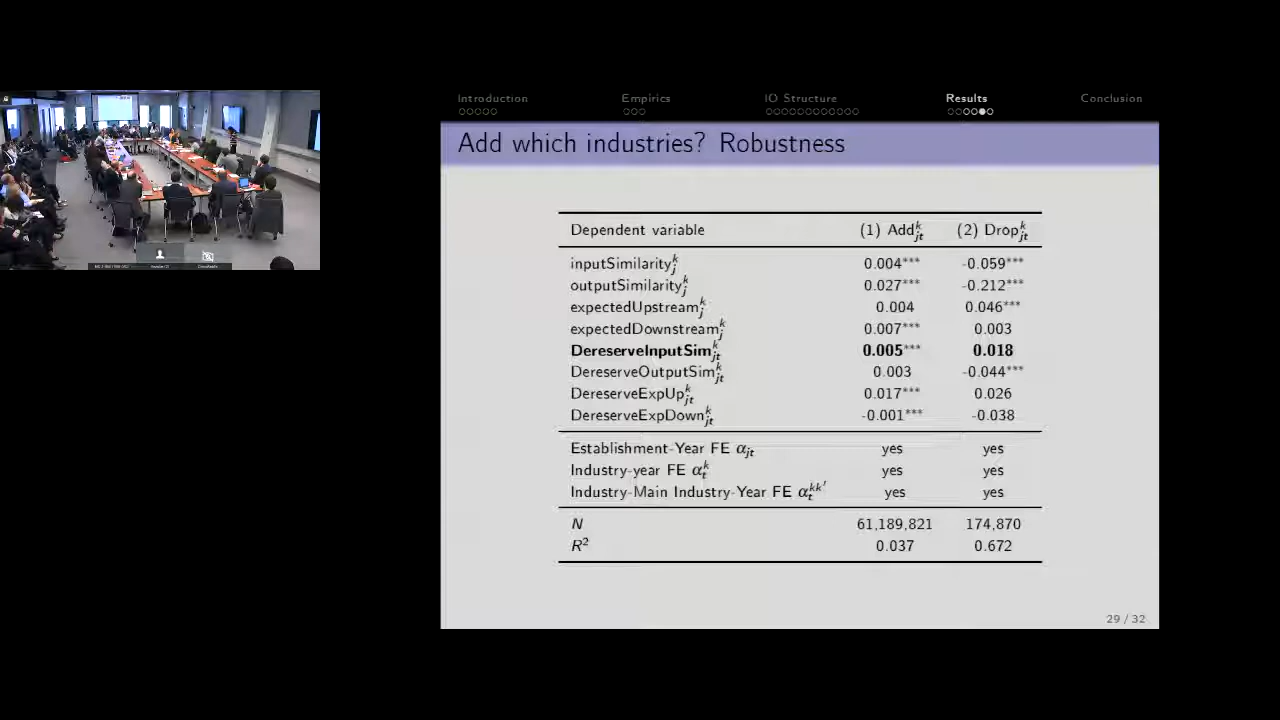 Introduction Empirics IO Structure Results Conclusion
Add which industries? Robustness
Dependent variable (1) Add^k_jt (2) Drop^k_jt
inputSimilarity^k_j 0.004*** -0.059***
outputSimilarity^k_j 0.027*** -0.212***
expectedUpstream^k_j 0.004 0.046***
expectedDownstream^k_j 0.007*** 0.003
DereserveInputSim^k_jt 0.005*** 0.018
DereserveOutputSim^k_jt 0.003 -0.044***
DereserveExpUp^k_jt 0.017*** 0.026
DereserveExpDown^k_jt -0.001*** -0.038
Establishment-Year FE α_jt yes yes
Industry-year FE α^k_t yes yes
Industry-Main Industry-Year FE α^kk′_t yes yes
N 61,189,821 174,870
R² 0.037 0.672
29 / 32